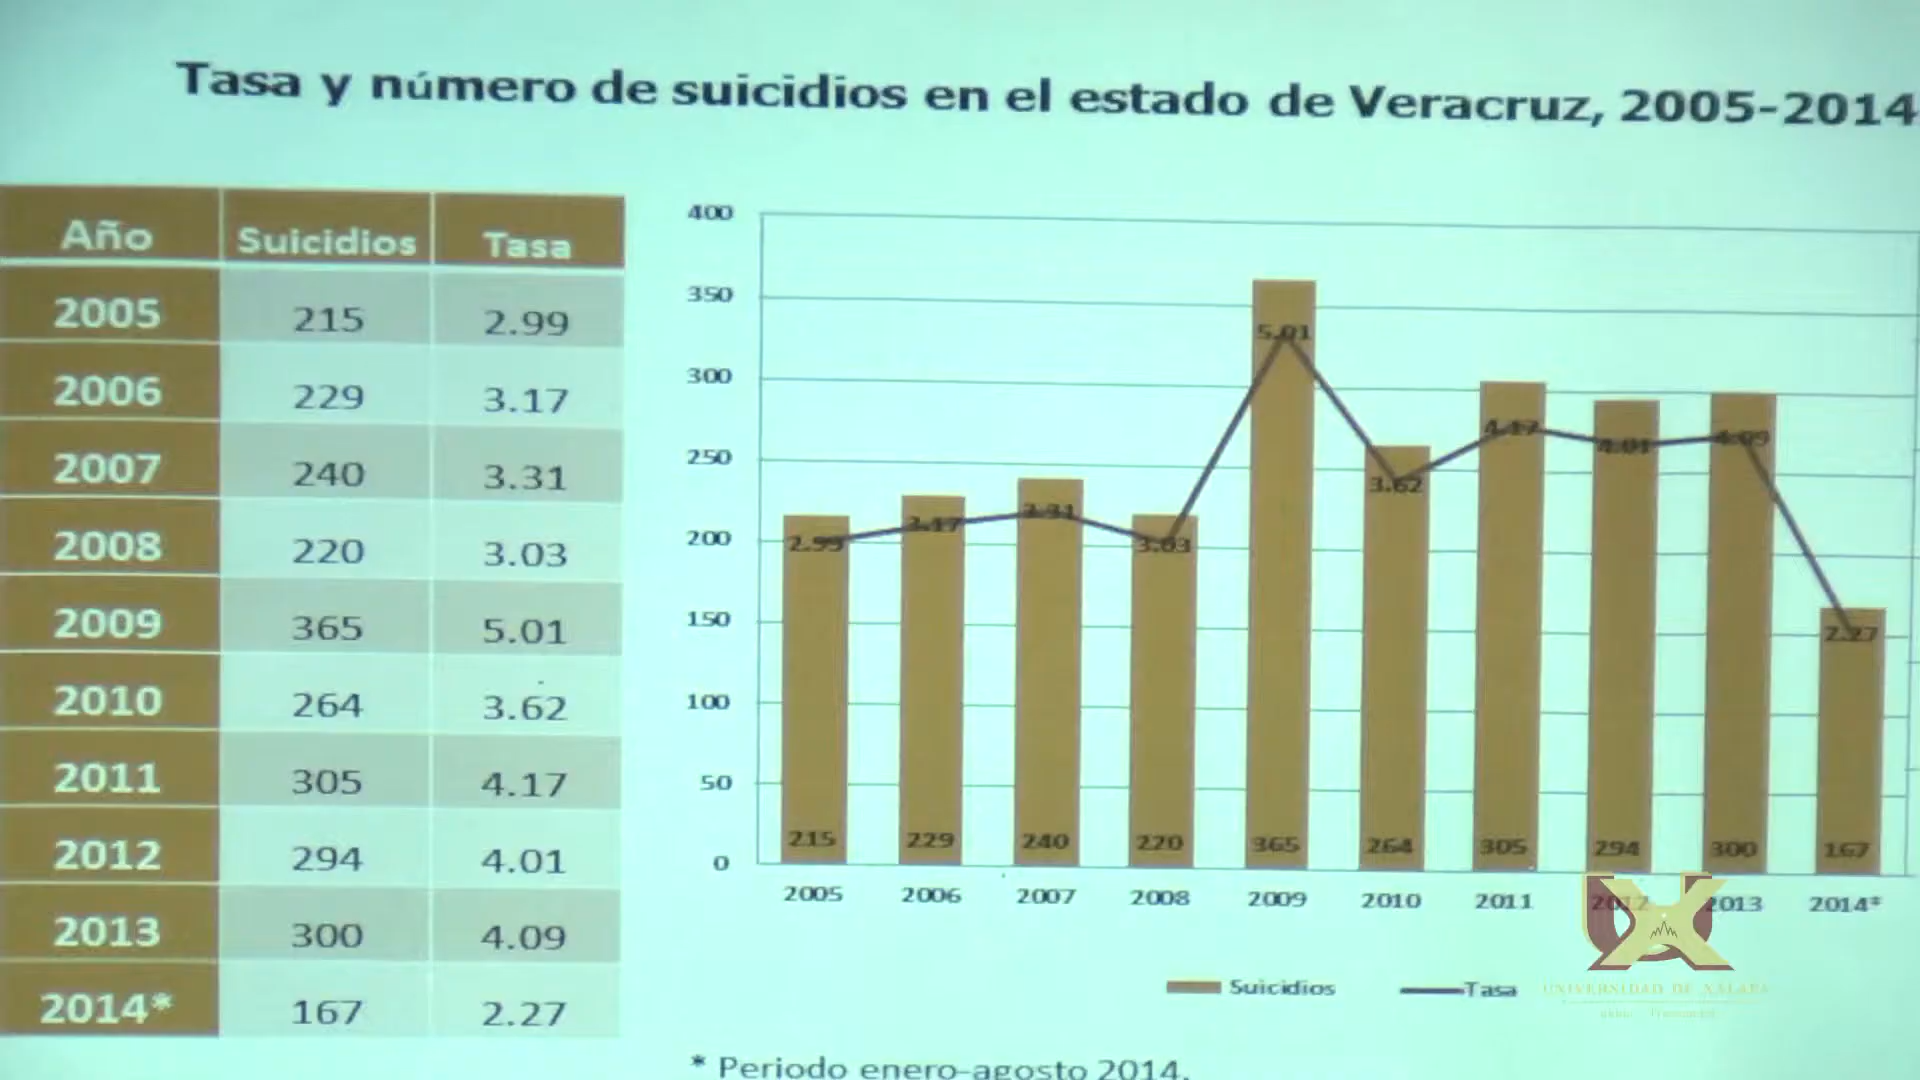 Tasa y número de suicidios en el estado de Veracruz, 2005-2014
Año Suicidios Tasa
2005 215 2.99
2006 229 3.17
2007 240 3.31
2008 220 3.03
2009 365 5.01
2010 264 3.62
2011 305 4.17
2012 294 4.01
2013 300 4.09
2014* 167 2.27
400
350
300
250
200
150
100
50
0
2.99 3.17 3.31 3.03 5.01 3.62 4.17 4.01 4.09 2.27
215 229 240 220 365 264 305 294 300 167
2005 2006 2007 2008 2009 2010 2011 2012 2013 2014*
Suicidios Tasa
UX
UNIVERSIDAD DE XALAPA
* Periodo enero-agosto 2014.